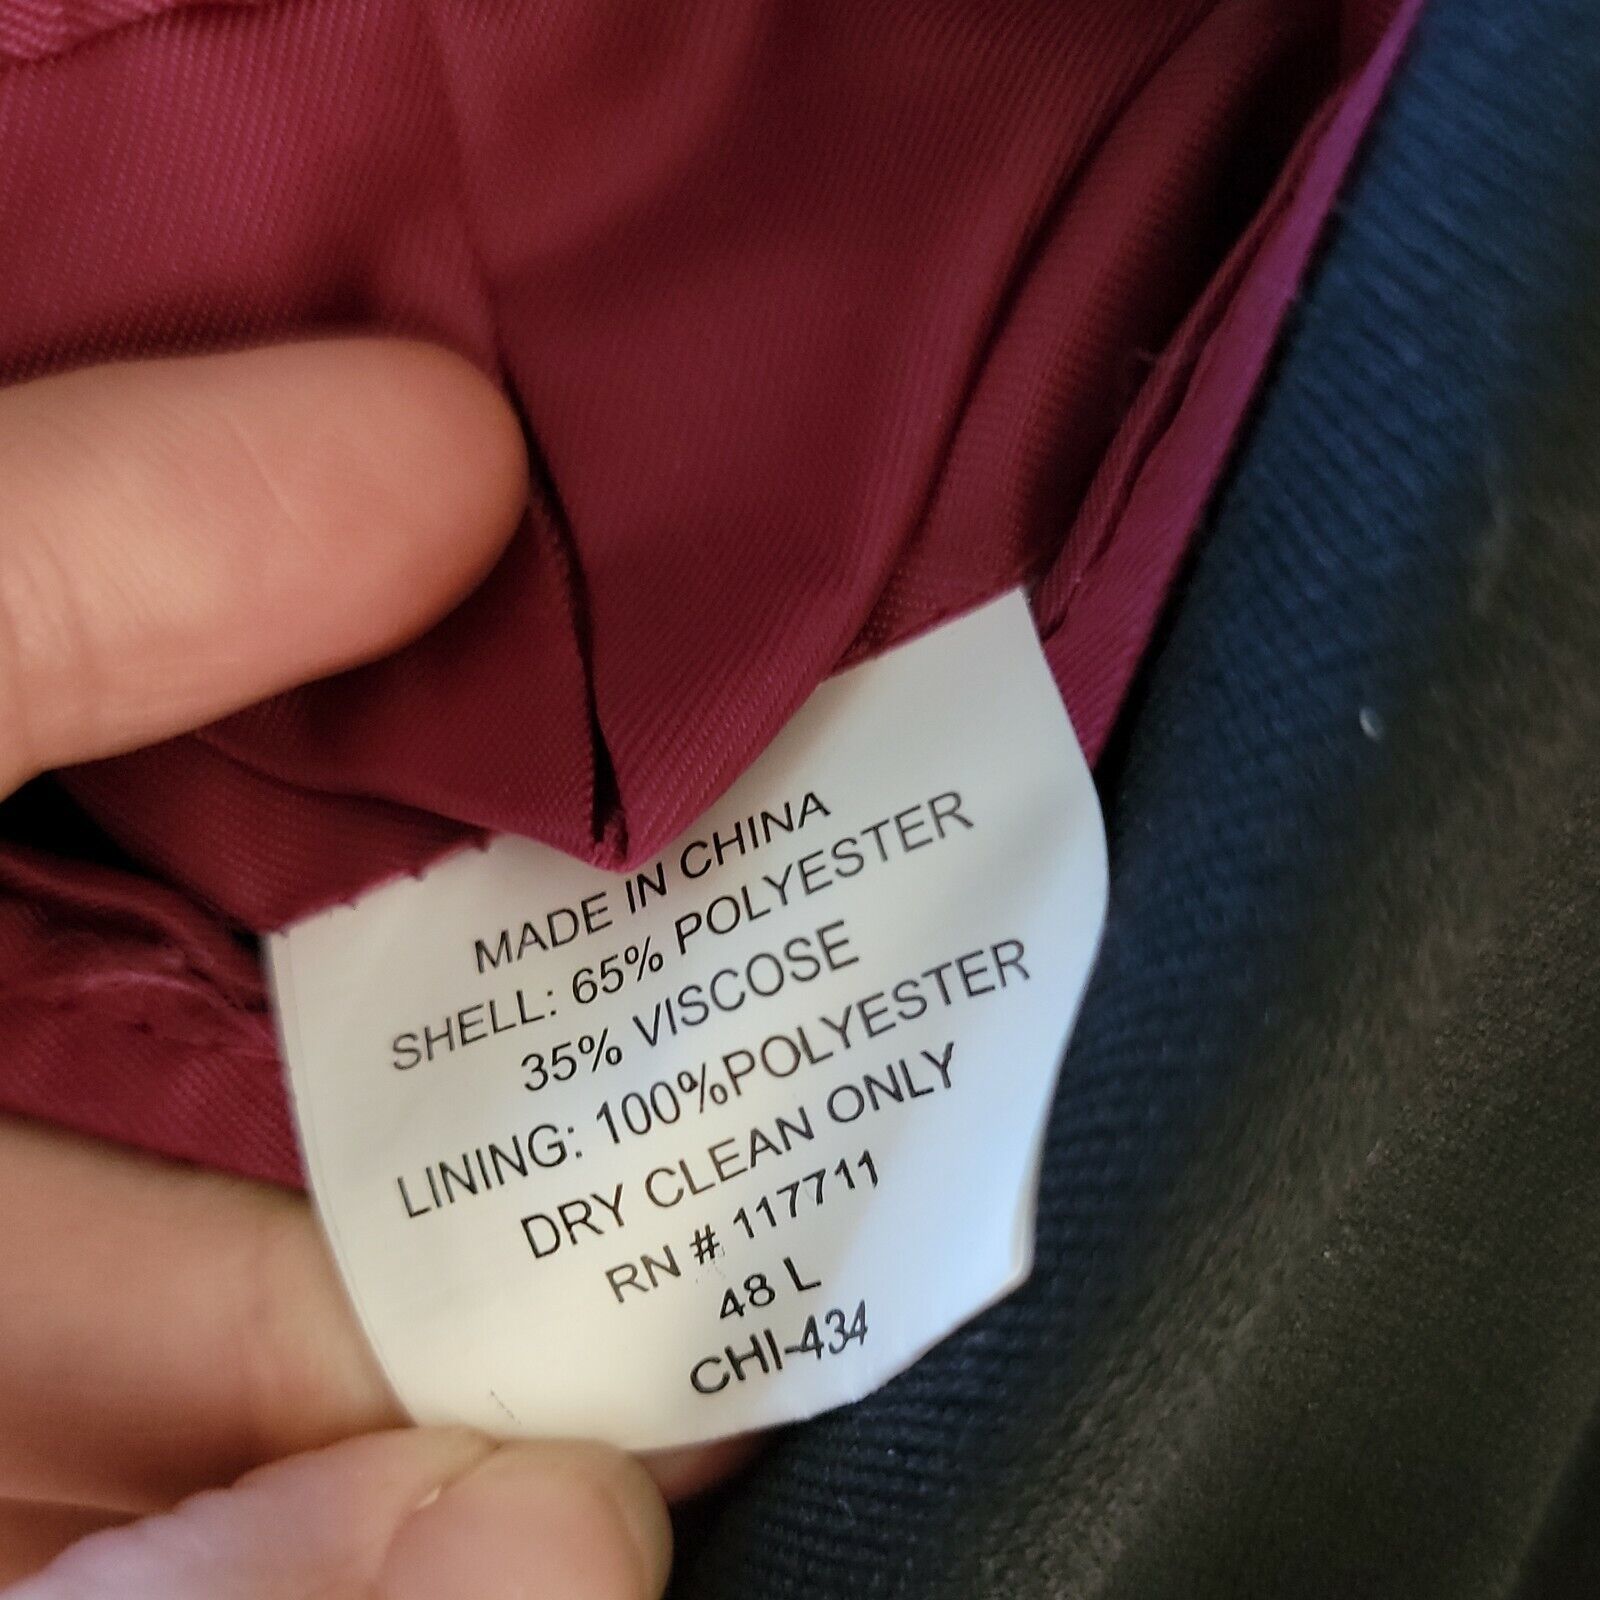 MADE IN CHINA
SHELL: 65% POLYESTER
35% VISCOSE
LINING: 100%POLYESTER
DRY CLEAN ONLY
RN # 117711
48 L
CHI-434